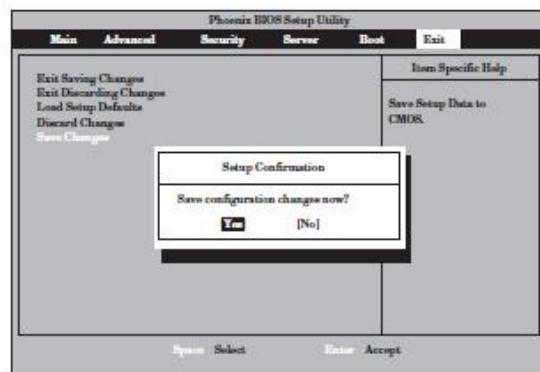 Phoenix BIOS Setup Utility
Main Advanced Security Server Boot Exit
Exit Saving Changes
Exit Discarding Changes
Load Setup Defaults
Discard Changes
Save Changes
Item Specific Help
Save Setup Data to
CMOS.
Setup Confirmation
Save configuration changes now?
Yes [No]
Space Select Enter Accept